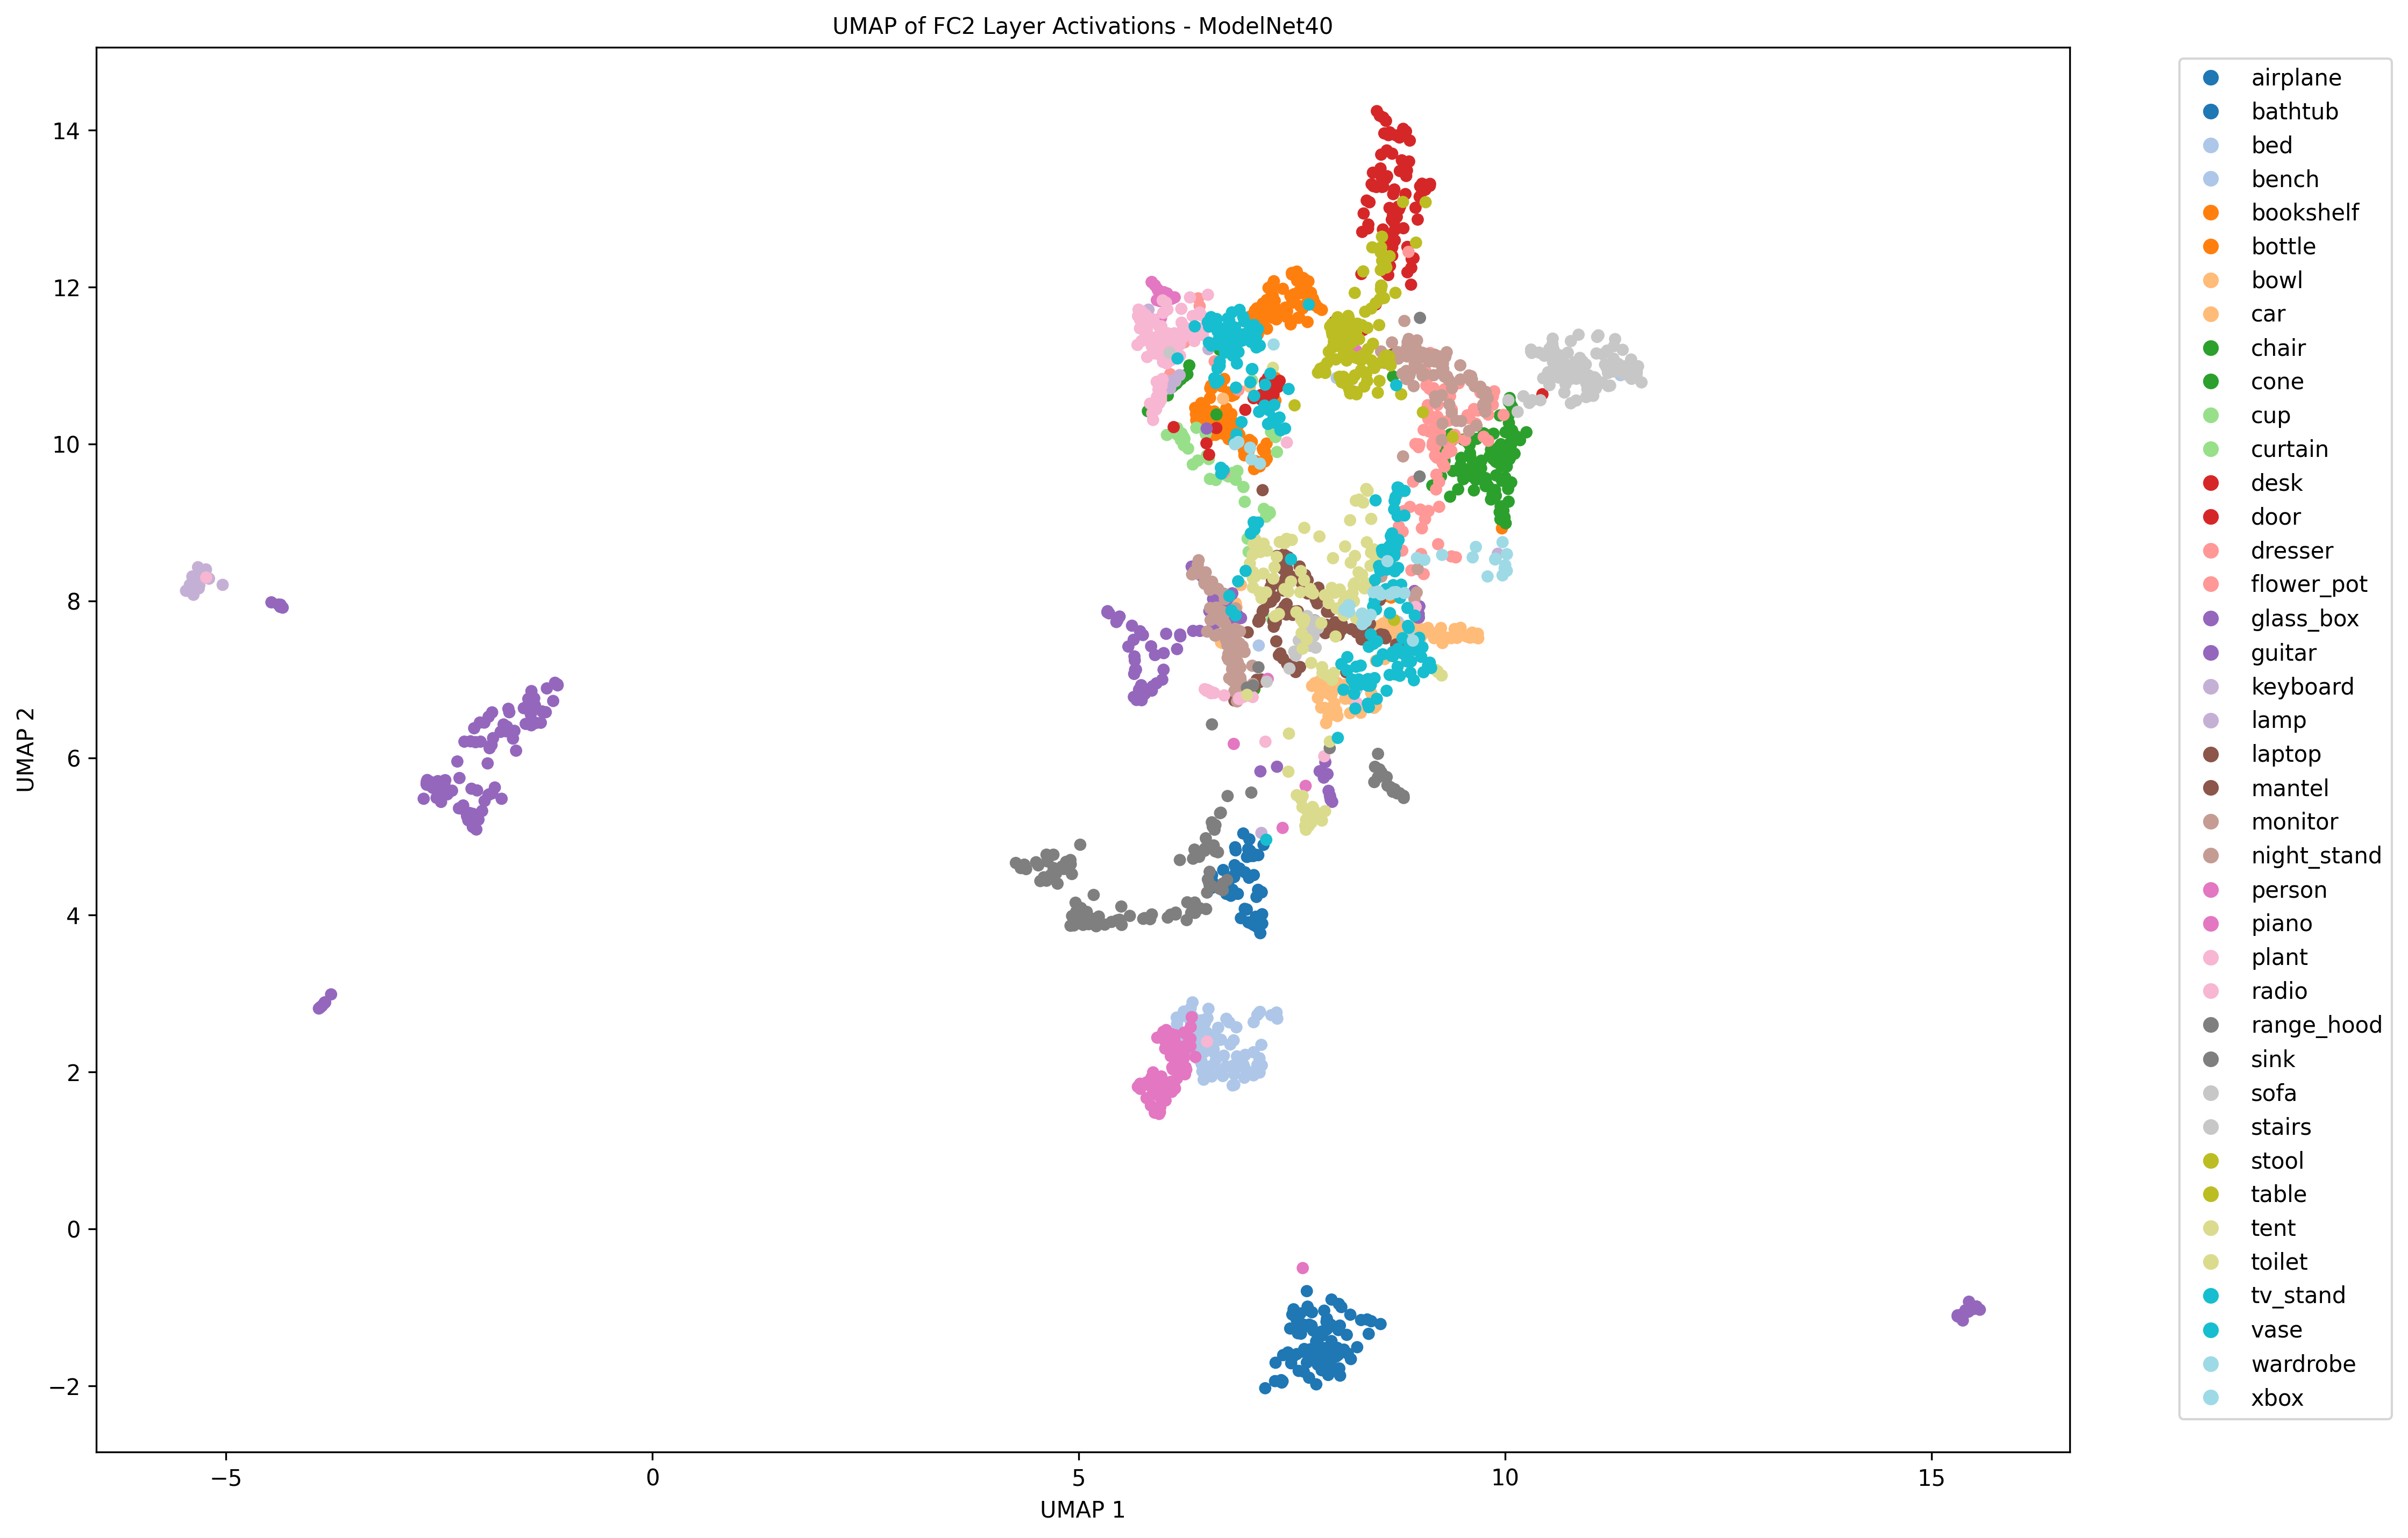 UMAP of FC2 Layer Activations - ModelNet40
14
12
10
8
6
4
2
0
−2
UMAP 2
−5
0
5
10
15
UMAP 1
airplane
bathtub
bed
bench
bookshelf
bottle
bowl
car
chair
cone
cup
curtain
desk
door
dresser
flower_pot
glass_box
guitar
keyboard
lamp
laptop
mantel
monitor
night_stand
person
piano
plant
radio
range_hood
sink
sofa
stairs
stool
table
tent
toilet
tv_stand
vase
wardrobe
xbox